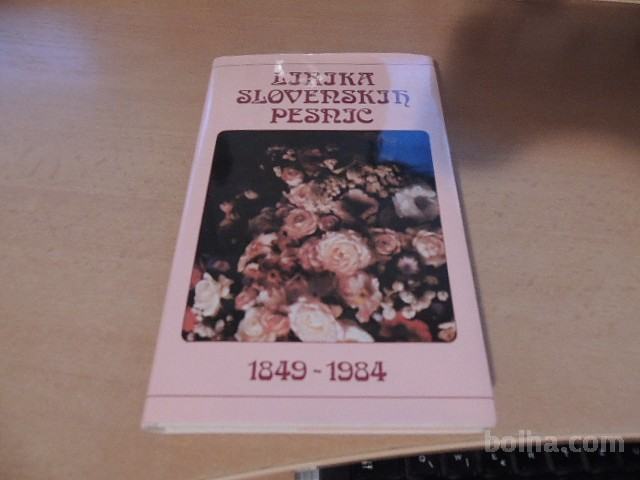 LIRIKA
SLOVENSKIH
PESNIC
1849-1984
bolha.com